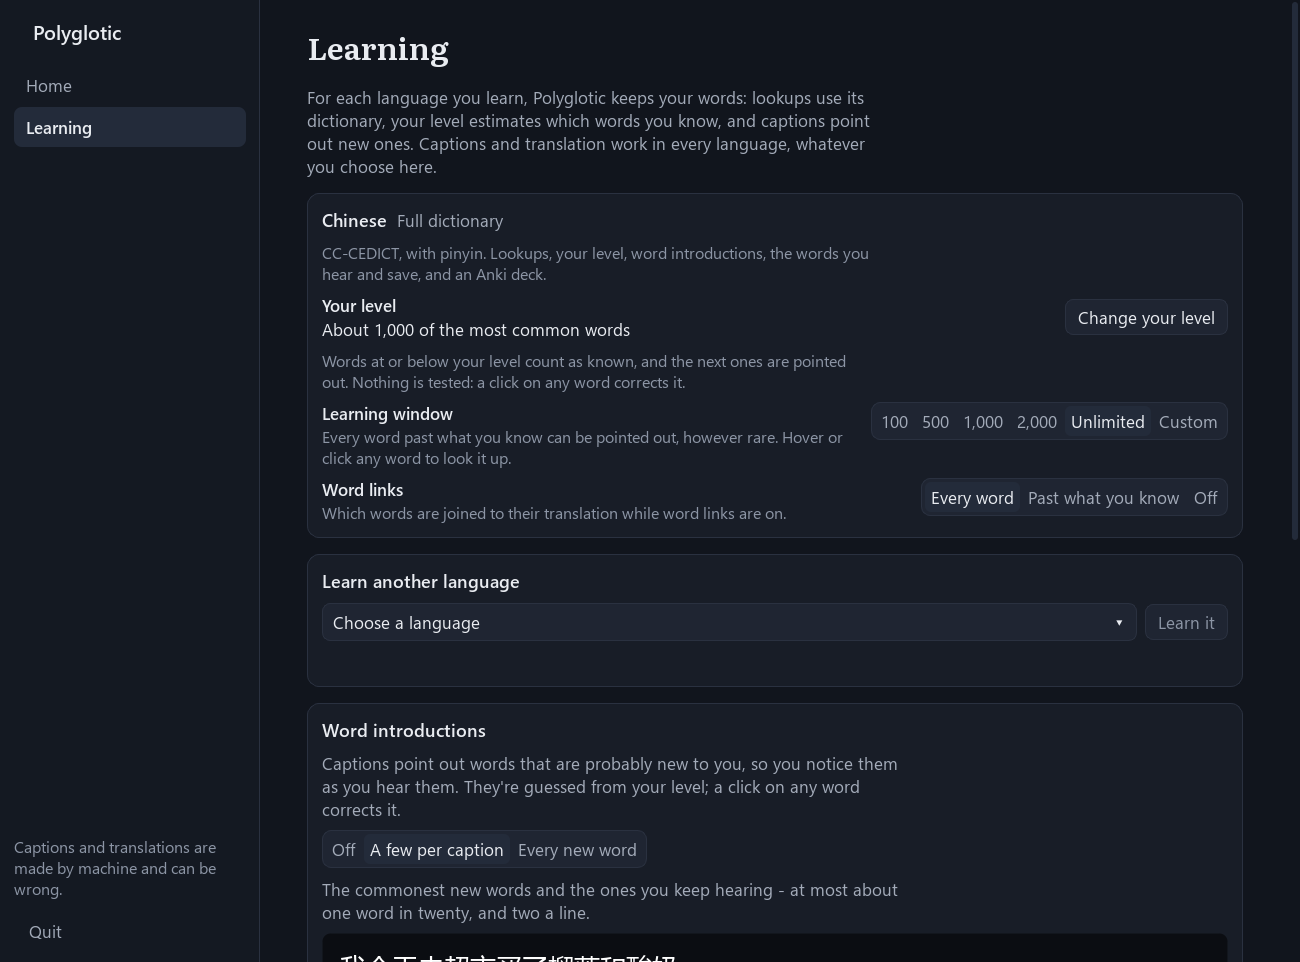 Polyglotic
Home
Learning
Captions and translations are
made by machine and can be
wrong.
Quit
Learning
For each language you learn, Polyglotic keeps your words: lookups use its
dictionary, your level estimates which words you know, and captions point
out new ones. Captions and translation work in every language, whatever
you choose here.
Chinese Full dictionary
CC-CEDICT, with pinyin. Lookups, your level, word introductions, the words you
hear and save, and an Anki deck.
Your level
About 1,000 of the most common words
Change your level
Words at or below your level count as known, and the next ones are pointed
out. Nothing is tested: a click on any word corrects it.
Learning window
100 500 1,000 2,000 Unlimited Custom
Every word past what you know can be pointed out, however rare. Hover or
click any word to look it up.
Word links
Every word Past what you know Off
Which words are joined to their translation while word links are on.
Learn another language
Choose a language
Learn it
Word introductions
Captions point out words that are probably new to you, so you notice them
as you hear them. They're guessed from your level; a click on any word
corrects it.
Off A few per caption Every new word
The commonest new words and the ones you keep hearing - at most about
one word in twenty, and two a line.